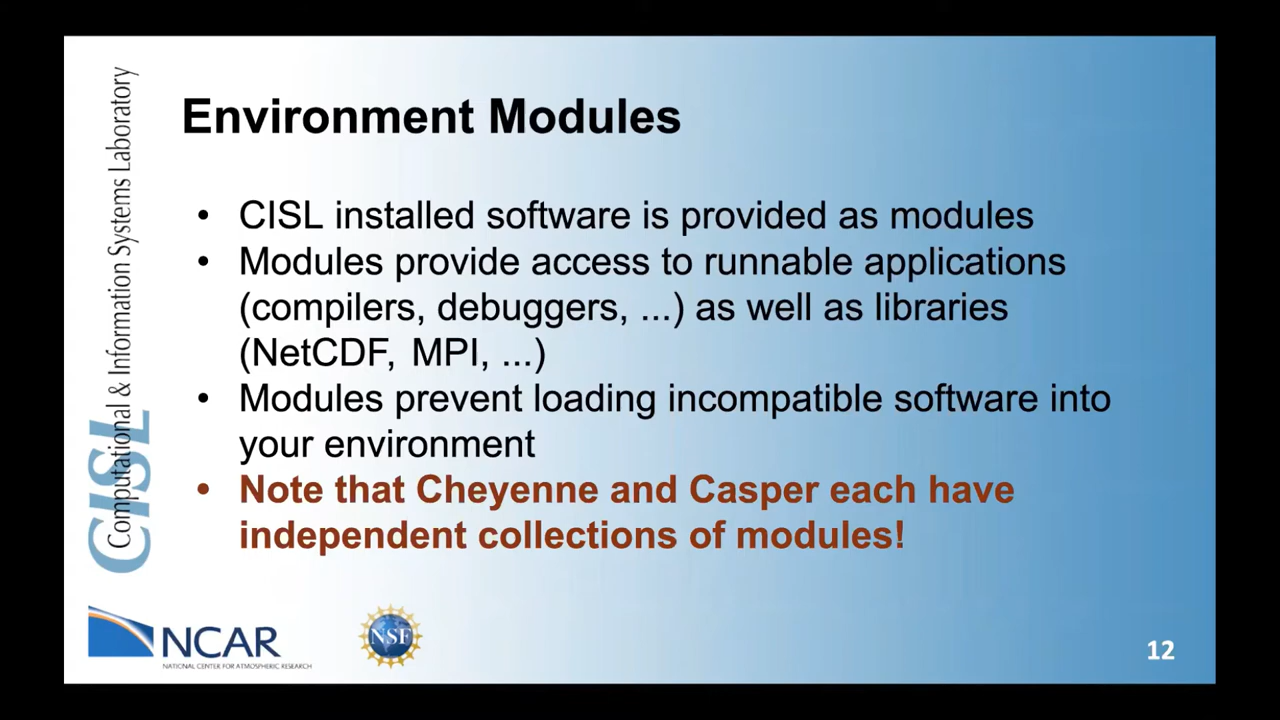 Environment Modules
• CISL installed software is provided as modules
• Modules provide access to runnable applications
(compilers, debuggers, ...) as well as libraries
(NetCDF, MPI, ...)
• Modules prevent loading incompatible software into
your environment
• Note that Cheyenne and Casper each have
independent collections of modules!
CISL
Computational & Information Systems Laboratory
NCAR
NATIONAL CENTER FOR ATMOSPHERIC RESEARCH
NSF
12